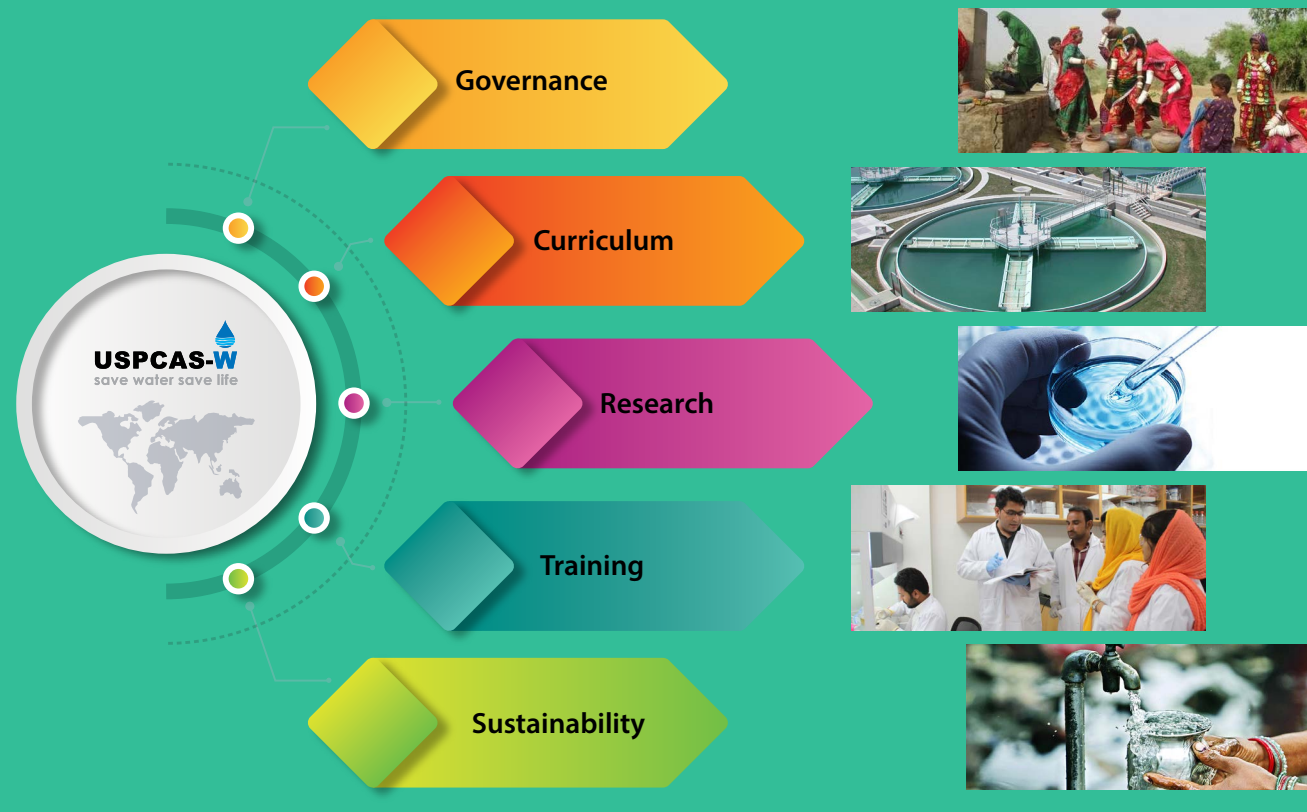 Governance
Curriculum
USPCAS-W
save water save life
Research
Training
Sustainability